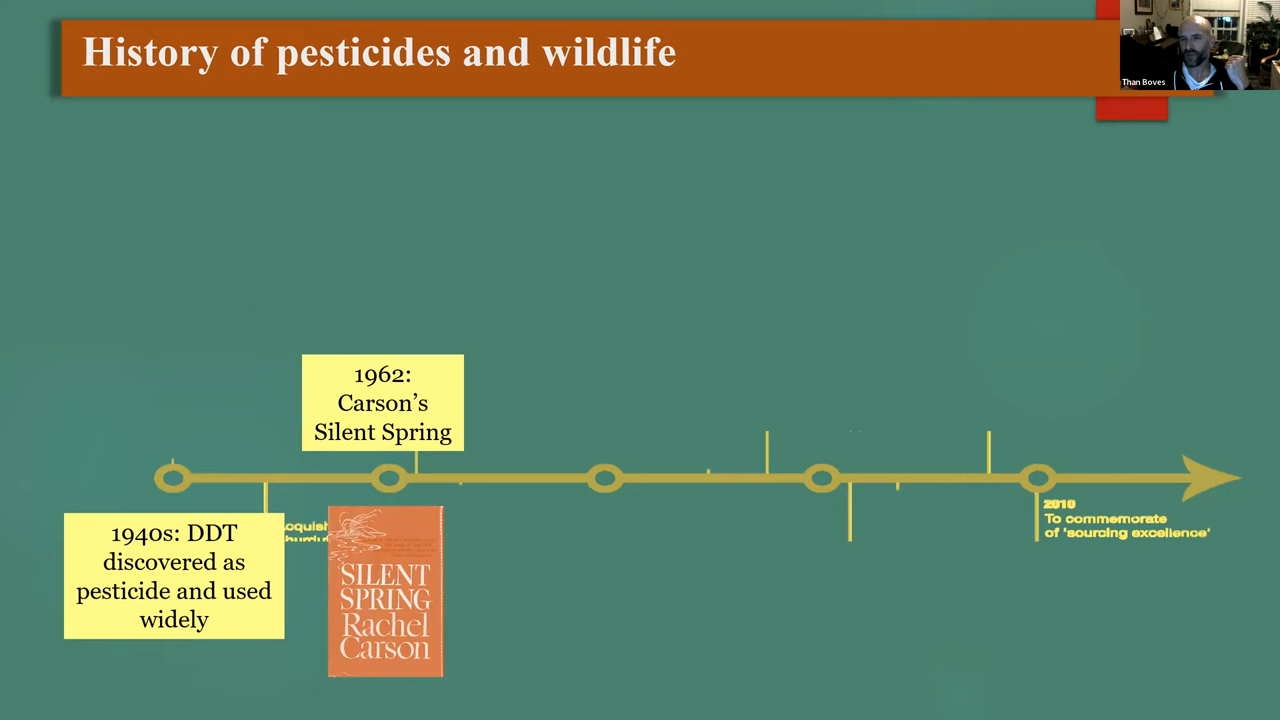 History of pesticides and wildlife
Than Boves
1962:
Carson’s
Silent Spring
2010
To commemorate
of 'sourcing excellence'
1940s: DDT
discovered as
pesticide and used
widely
SILENT
SPRING
Rachel
Carson